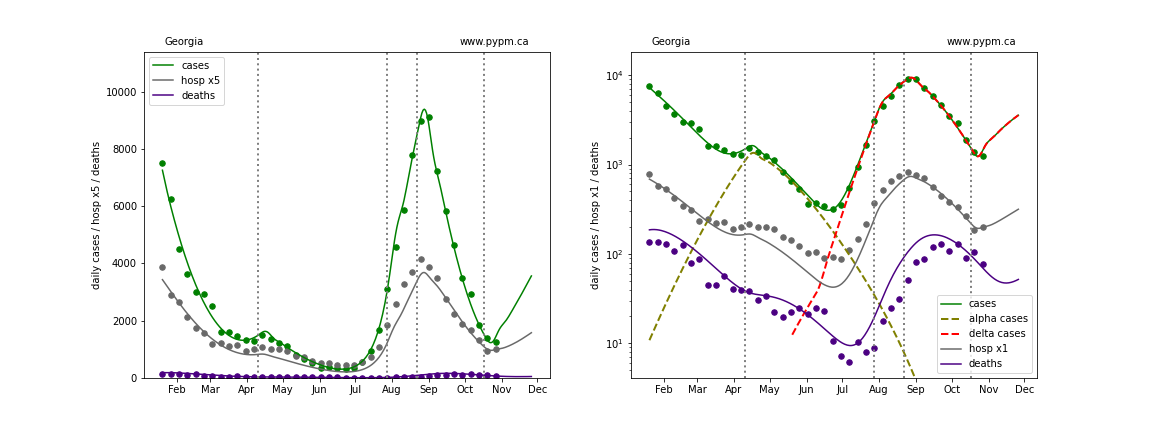 Georgia
www.pypm.ca
cases
hosp x5
deaths
daily cases / hosp x5 / deaths
10000
8000
6000
4000
2000
0
Feb Mar Apr May Jun Jul Aug Sep Oct Nov Dec
Georgia
www.pypm.ca
daily cases / hosp x1 / deaths
10⁴
10³
10²
10¹
cases
alpha cases
delta cases
hosp x1
deaths
Feb Mar Apr May Jun Jul Aug Sep Oct Nov Dec